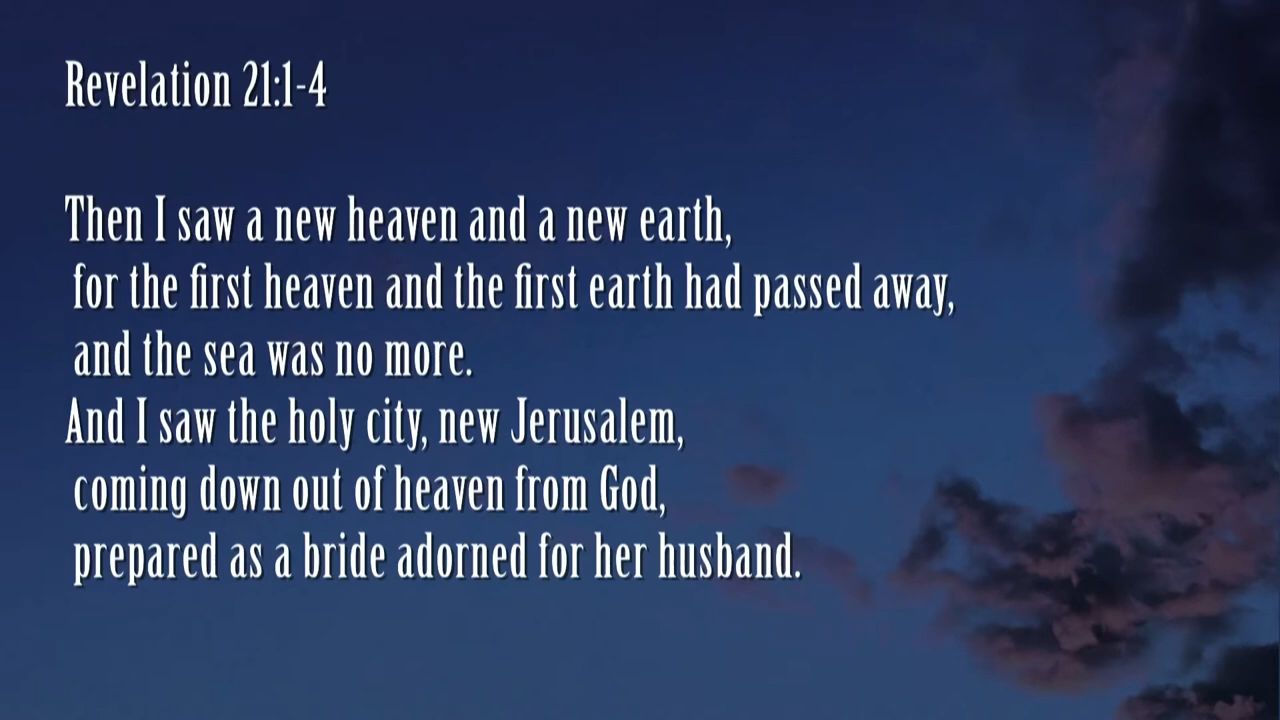 Revelation 21:1-4
Then I saw a new heaven and a new earth,
for the first heaven and the first earth had passed away,
and the sea was no more.
And I saw the holy city, new Jerusalem,
coming down out of heaven from God,
prepared as a bride adorned for her husband.